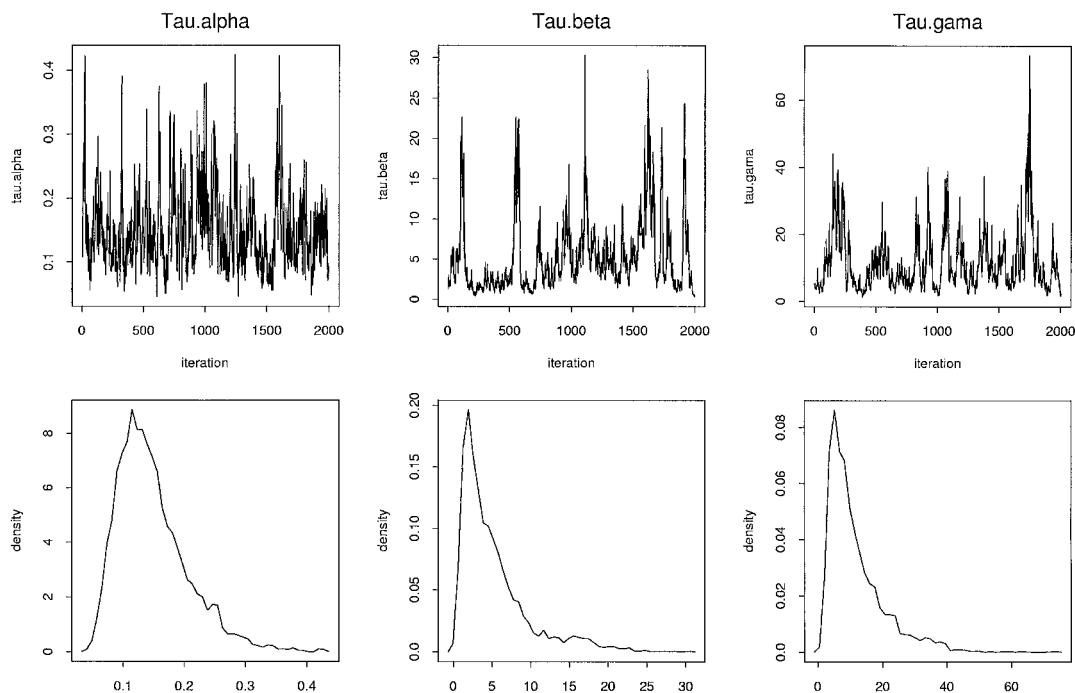 Tau.alpha
Tau.beta
Tau.gama
tau.alpha
0.1 0.2 0.3 0.4
0 500 1000 1500 2000
iteration
tau.beta
0 5 10 15 20 25 30
0 500 1000 1500 2000
iteration
tau.gama
0 20 40 60
0 500 1000 1500 2000
iteration
density
0 2 4 6 8
0.1 0.2 0.3 0.4
density
0.0 0.05 0.10 0.15 0.20
0 5 10 15 20 25 30
density
0.0 0.02 0.04 0.06 0.08
0 20 40 60